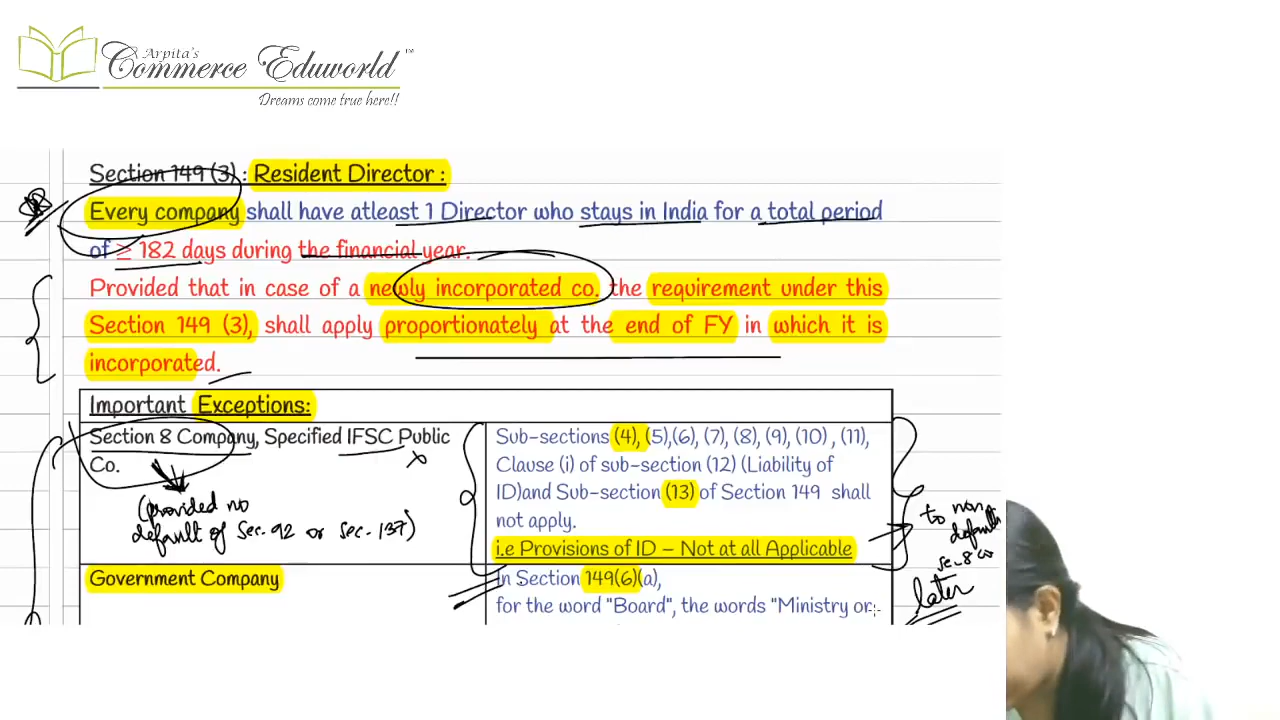 Arpita's
Commerce Eduworld™
Dreams come true here!!
Section 149 (3) : Resident Director :
Every company shall have atleast 1 Director who stays in India for a total period
of ≥ 182 days during the financial year.
Provided that in case of a newly incorporated co. the requirement under this
Section 149 (3), shall apply proportionately at the end of FY in which it is
incorporated.
Important Exceptions:
Section 8 Company, Specified IFSC Public
Co.
(provided no
default of Sec. 92 or sec. 137)
Sub-sections (4), (5),(6), (7), (8), (9), (10) , (11),
Clause (i) of sub-section (12) (Liability of
ID)and Sub-section (13) of Section 149 shall
not apply.
i.e Provisions of ID – Not at all Applicable
to non
default
se.8 co
later
Government Company
In Section 149(6)(a),
for the word "Board", the words "Ministry or